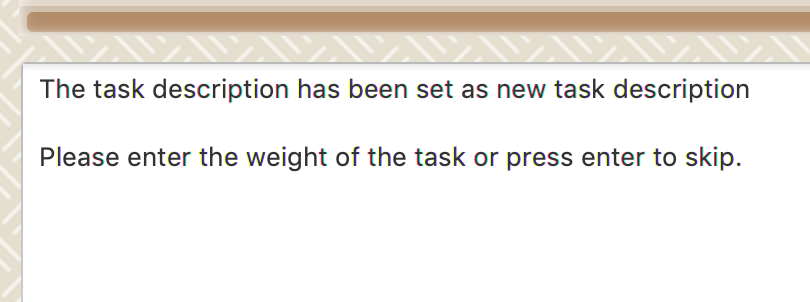 The task description has been set as new task description
Please enter the weight of the task or press enter to skip.